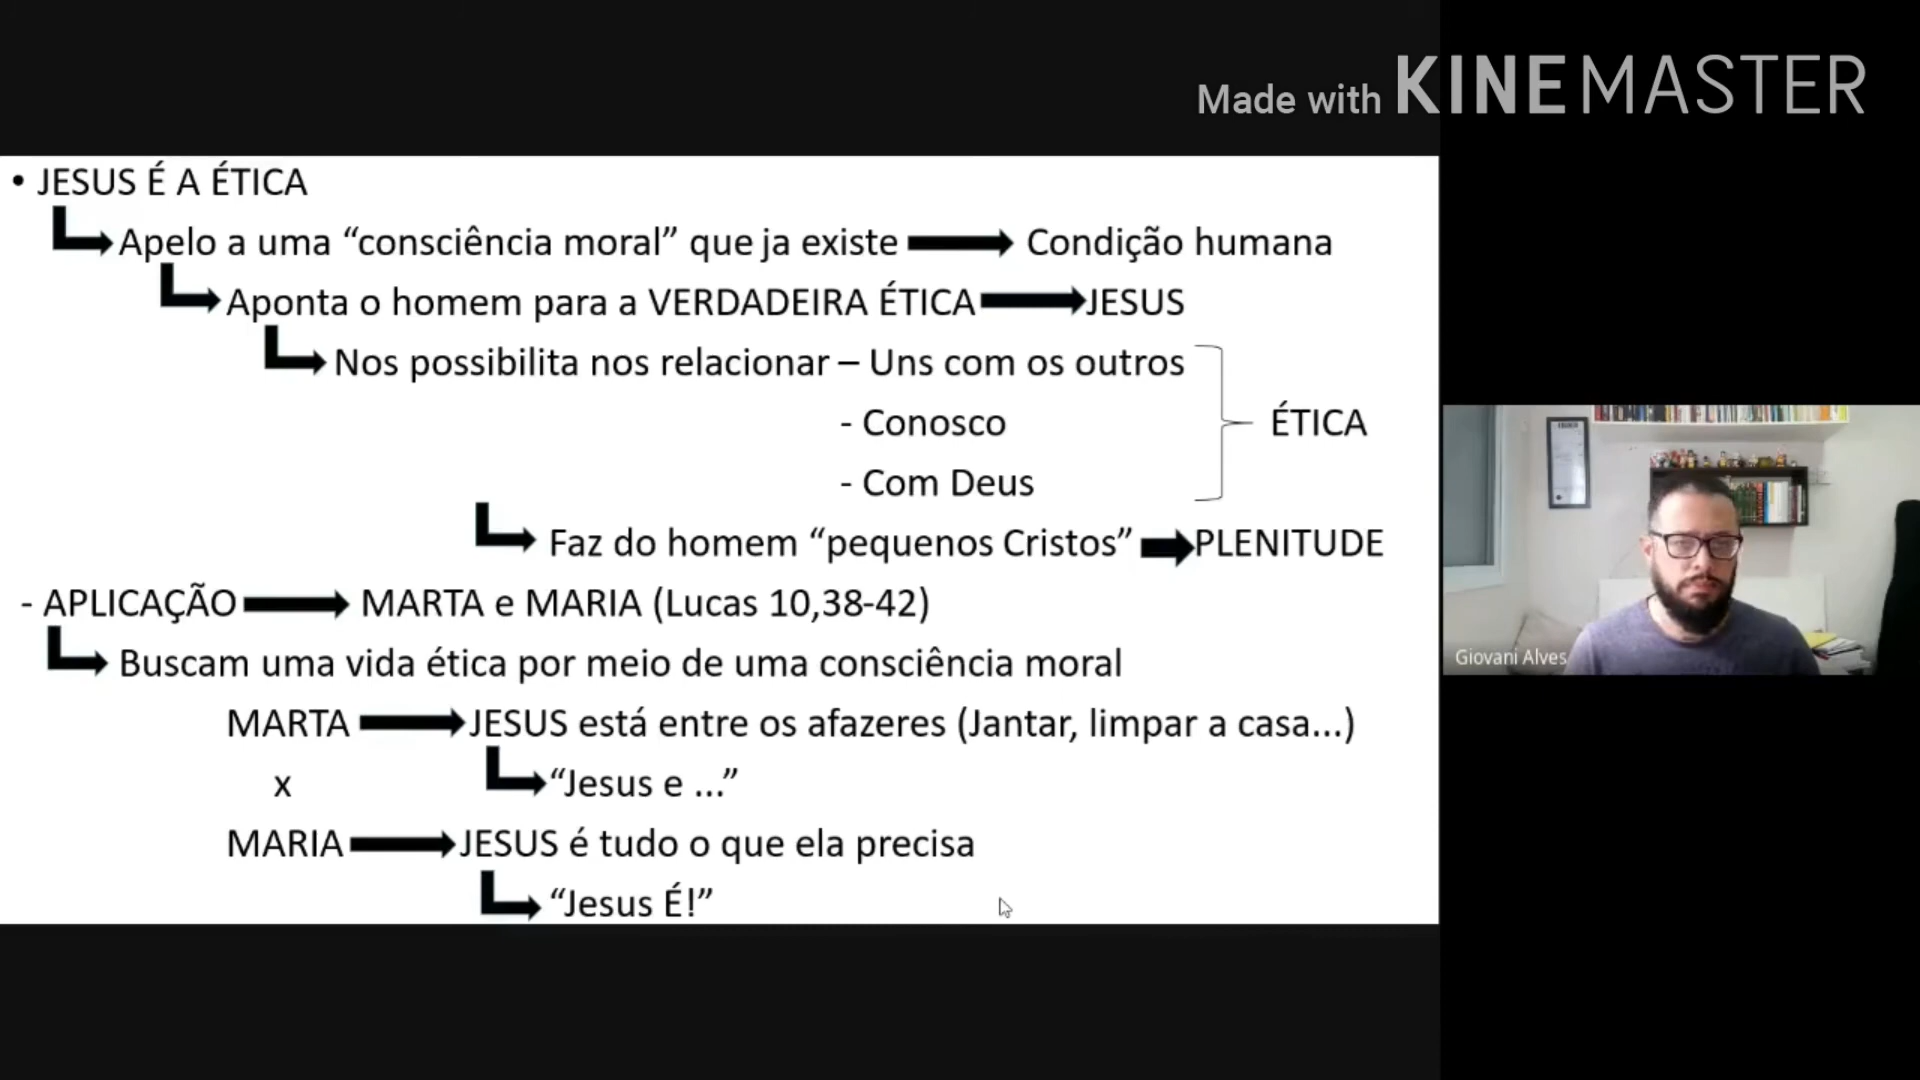 Made with KINEMASTER
• JESUS É A ÉTICA
Apelo a uma “consciência moral” que ja existe Condição humana
Aponta o homem para a VERDADEIRA ÉTICA JESUS
Nos possibilita nos relacionar – Uns com os outros
- Conosco ÉTICA
- Com Deus
Faz do homem “pequenos Cristos” PLENITUDE
- APLICAÇÃO MARTA e MARIA (Lucas 10,38-42)
Buscam uma vida ética por meio de uma consciência moral
MARTA JESUS está entre os afazeres (Jantar, limpar a casa...)
x “Jesus e ...”
MARIA JESUS é tudo o que ela precisa
“Jesus É!”
Giovani Alves